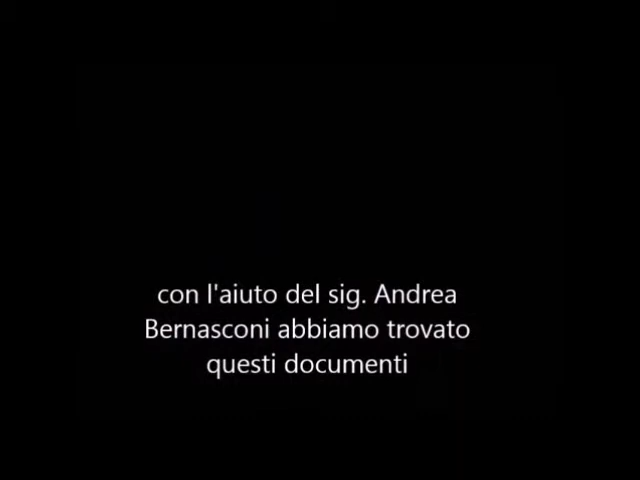 con l'aiuto del sig. Andrea
Bernasconi abbiamo trovato
questi documenti